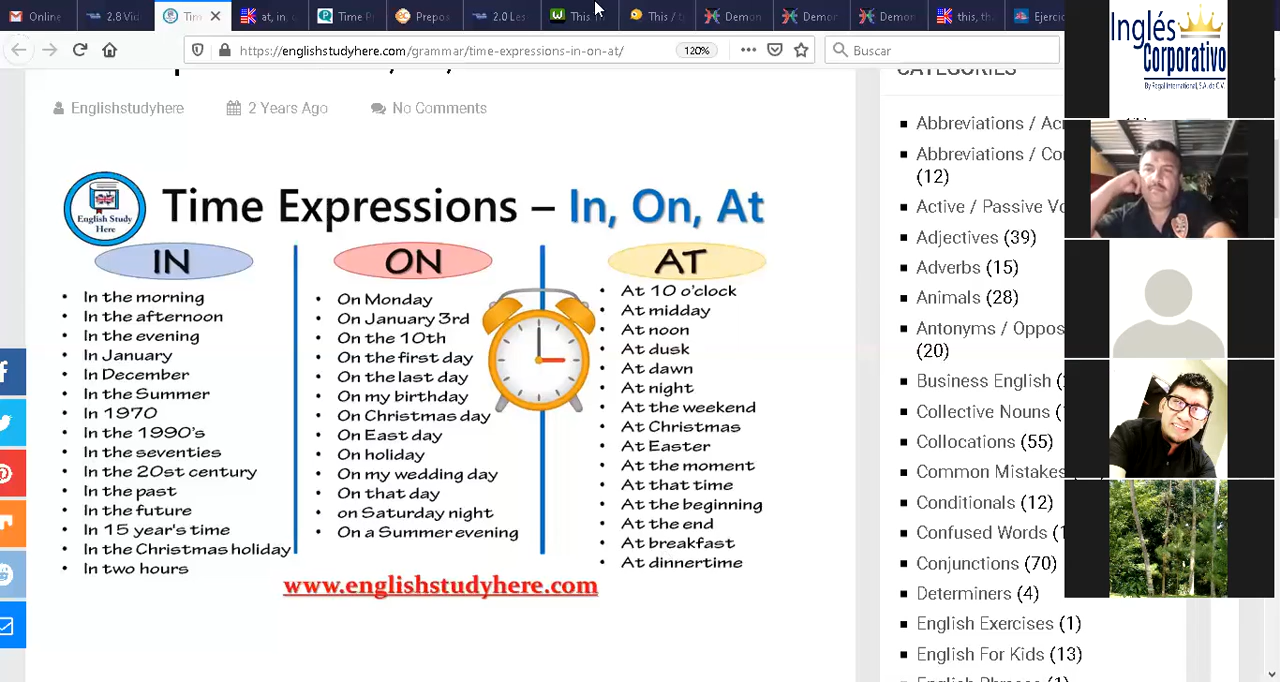 Online
2.8 Vi
Tim
at, in, o
Time P
Prepos
2.0 Les
This
This / t
Demon
Demon
Demon
this, tha
Ejercic
https://englishstudyhere.com/grammar/time-expressions-in-on-at/
120%
Buscar
Inglés
Corporativo
By Regal International, S.A. de C.V.
Englishstudyhere
2 Years Ago
No Comments
English Study
Here
Time Expressions – In, On, At
IN
In the morning
In the afternoon
In the evening
In January
In December
In the Summer
In 1970
In the 1990's
In the seventies
In the 20st century
In the past
In the future
In 15 year's time
In the Christmas holiday
In two hours
ON
On Monday
On January 3rd
On the 10th
On the first day
On the last day
On my birthday
On Christmas day
On East day
On holiday
On my wedding day
On that day
on Saturday night
On a Summer evening
AT
At 10 o'clock
At midday
At noon
At dusk
At dawn
At night
At the weekend
At Christmas
At Easter
At the moment
At that time
At the beginning
At the end
At breakfast
At dinnertime
www.englishstudyhere.com
CATEGORIES
Abbreviations / Ac
Abbreviations / Co
(12)
Active / Passive Vo
Adjectives (39)
Adverbs (15)
Animals (28)
Antonyms / Oppos
(20)
Business English (
Collective Nouns (
Collocations (55)
Common Mistakes
Conditionals (12)
Confused Words (1
Conjunctions (70)
Determiners (4)
English Exercises (1)
English For Kids (13)